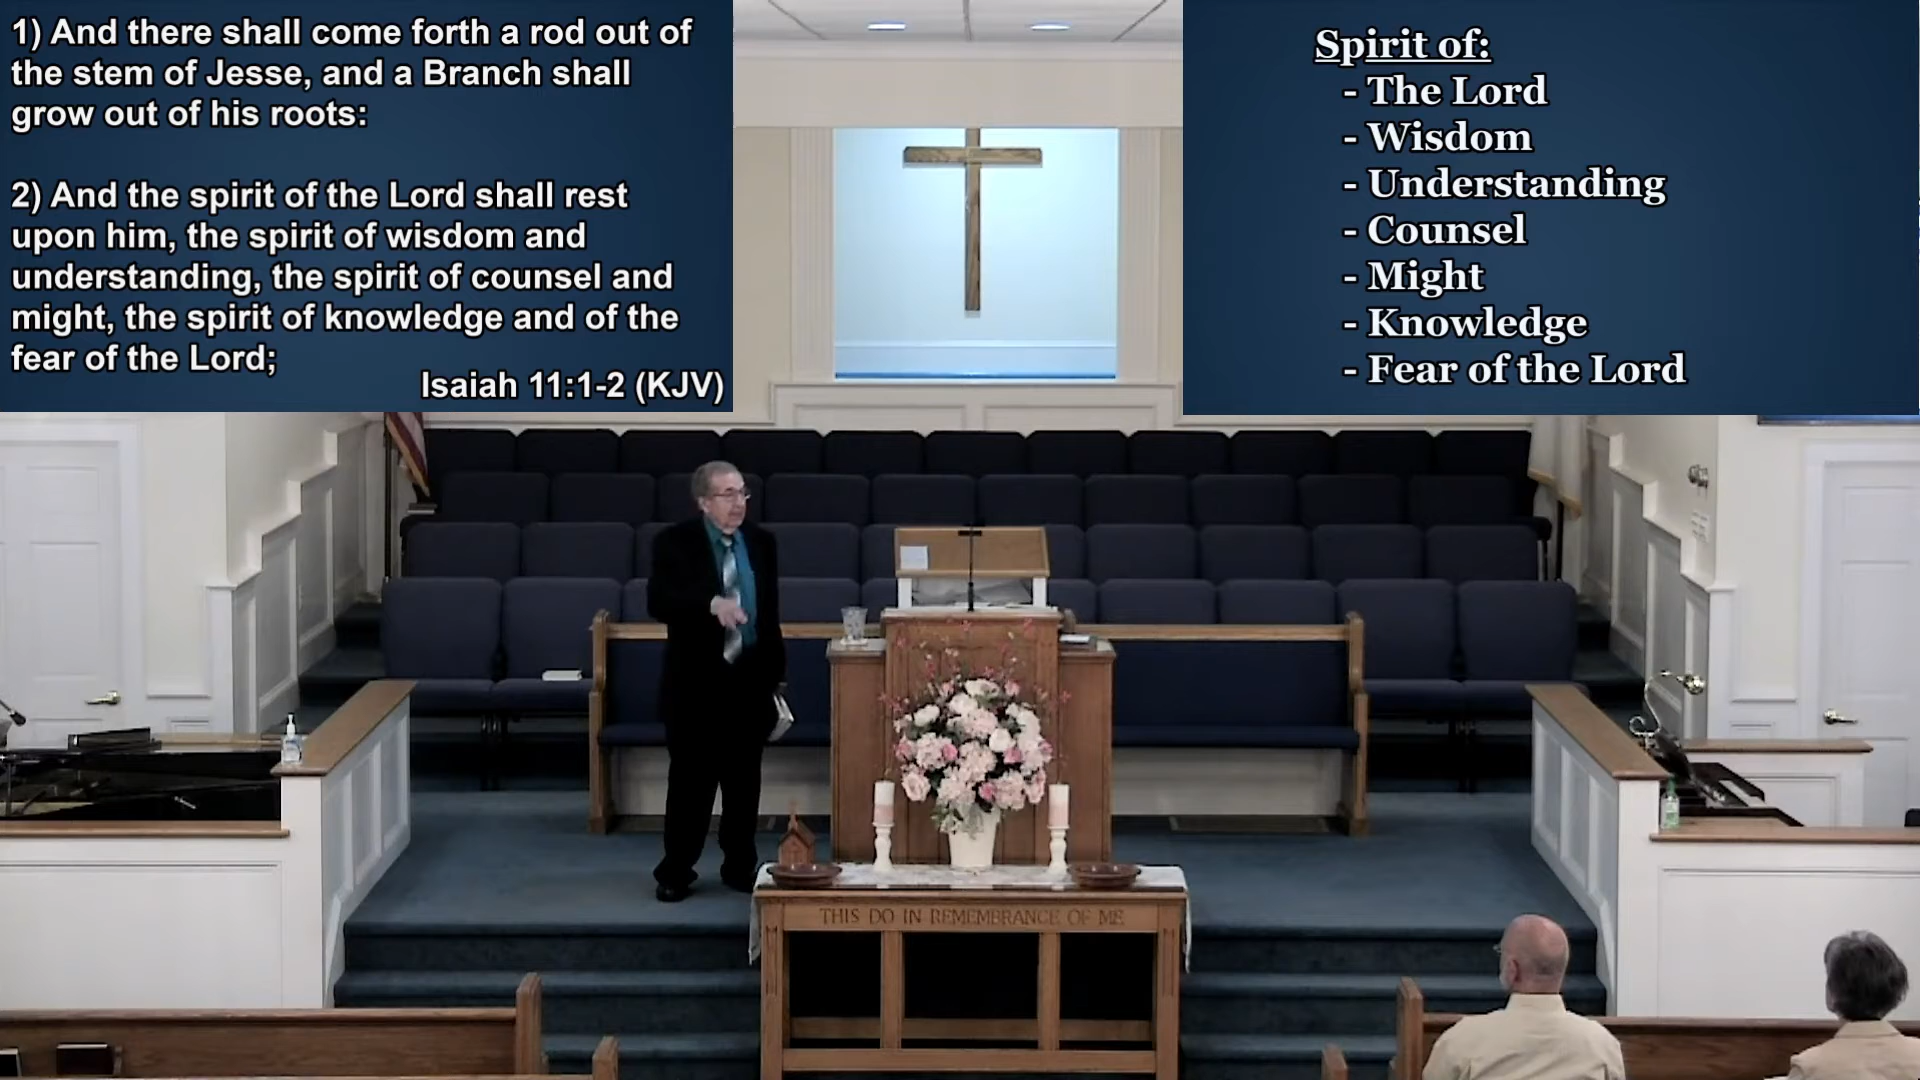 1) And there shall come forth a rod out of
the stem of Jesse, and a Branch shall
grow out of his roots:
2) And the spirit of the Lord shall rest
upon him, the spirit of wisdom and
understanding, the spirit of counsel and
might, the spirit of knowledge and of the
fear of the Lord;
Isaiah 11:1-2 (KJV)
Spirit of:
- The Lord
- Wisdom
- Understanding
- Counsel
- Might
- Knowledge
- Fear of the Lord
THIS DO IN REMEMBRANCE OF ME